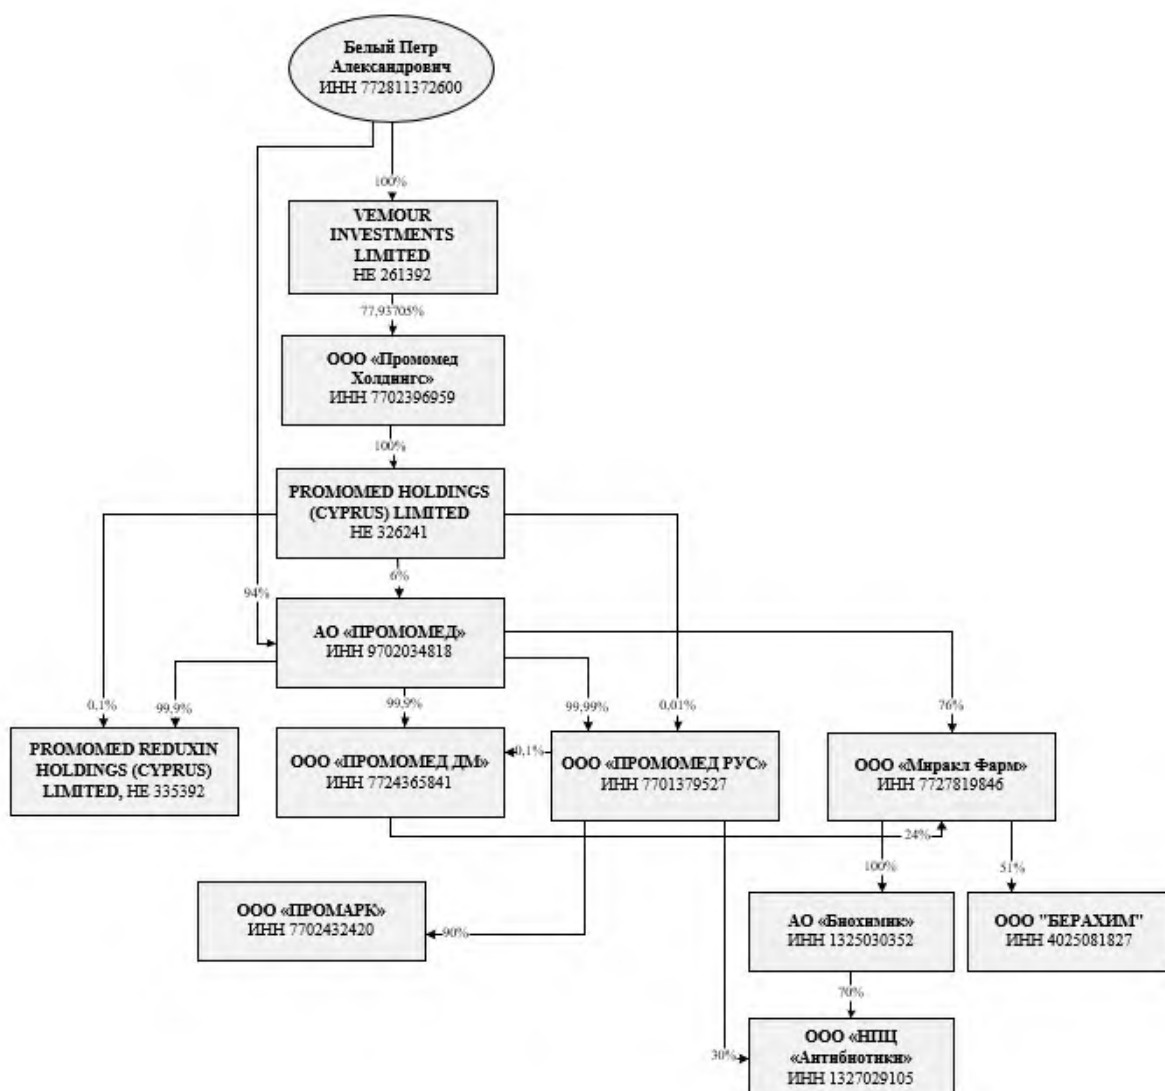 Белый Петр
Александрович
ИНН 772811372600
100%
VEMOUR
INVESTMENTS
LIMITED
HE 261392
77,93705%
ООО «Промомед
Холдингс»
ИНН 7702396959
100%
PROMOMED HOLDINGS
(CYPRUS) LIMITED
HE 326241
6%
94%
АО «ПРОМОМЕД»
ИНН 9702034818
0,1%
99,9%
99,9%
99,99%
0,01%
76%
PROMOMED REDUXIN
HOLDINGS (CYPRUS)
LIMITED, HE 335392
ООО «ПРОМОМЕД ДМ»
ИНН 7724365841
0,1%
ООО «ПРОМОМЕД РУС»
ИНН 7701379527
ООО «Миракл Фарм»
ИНН 7727819846
24%
100%
51%
ООО «ПРОМАРК»
ИНН 7702432420
90%
АО «Биохимик»
ИНН 1325030352
ООО "БЕРАХИМ"
ИНН 4025081827
70%
30%
ООО «НПЦ
«Антибиотики»
ИНН 1327029105